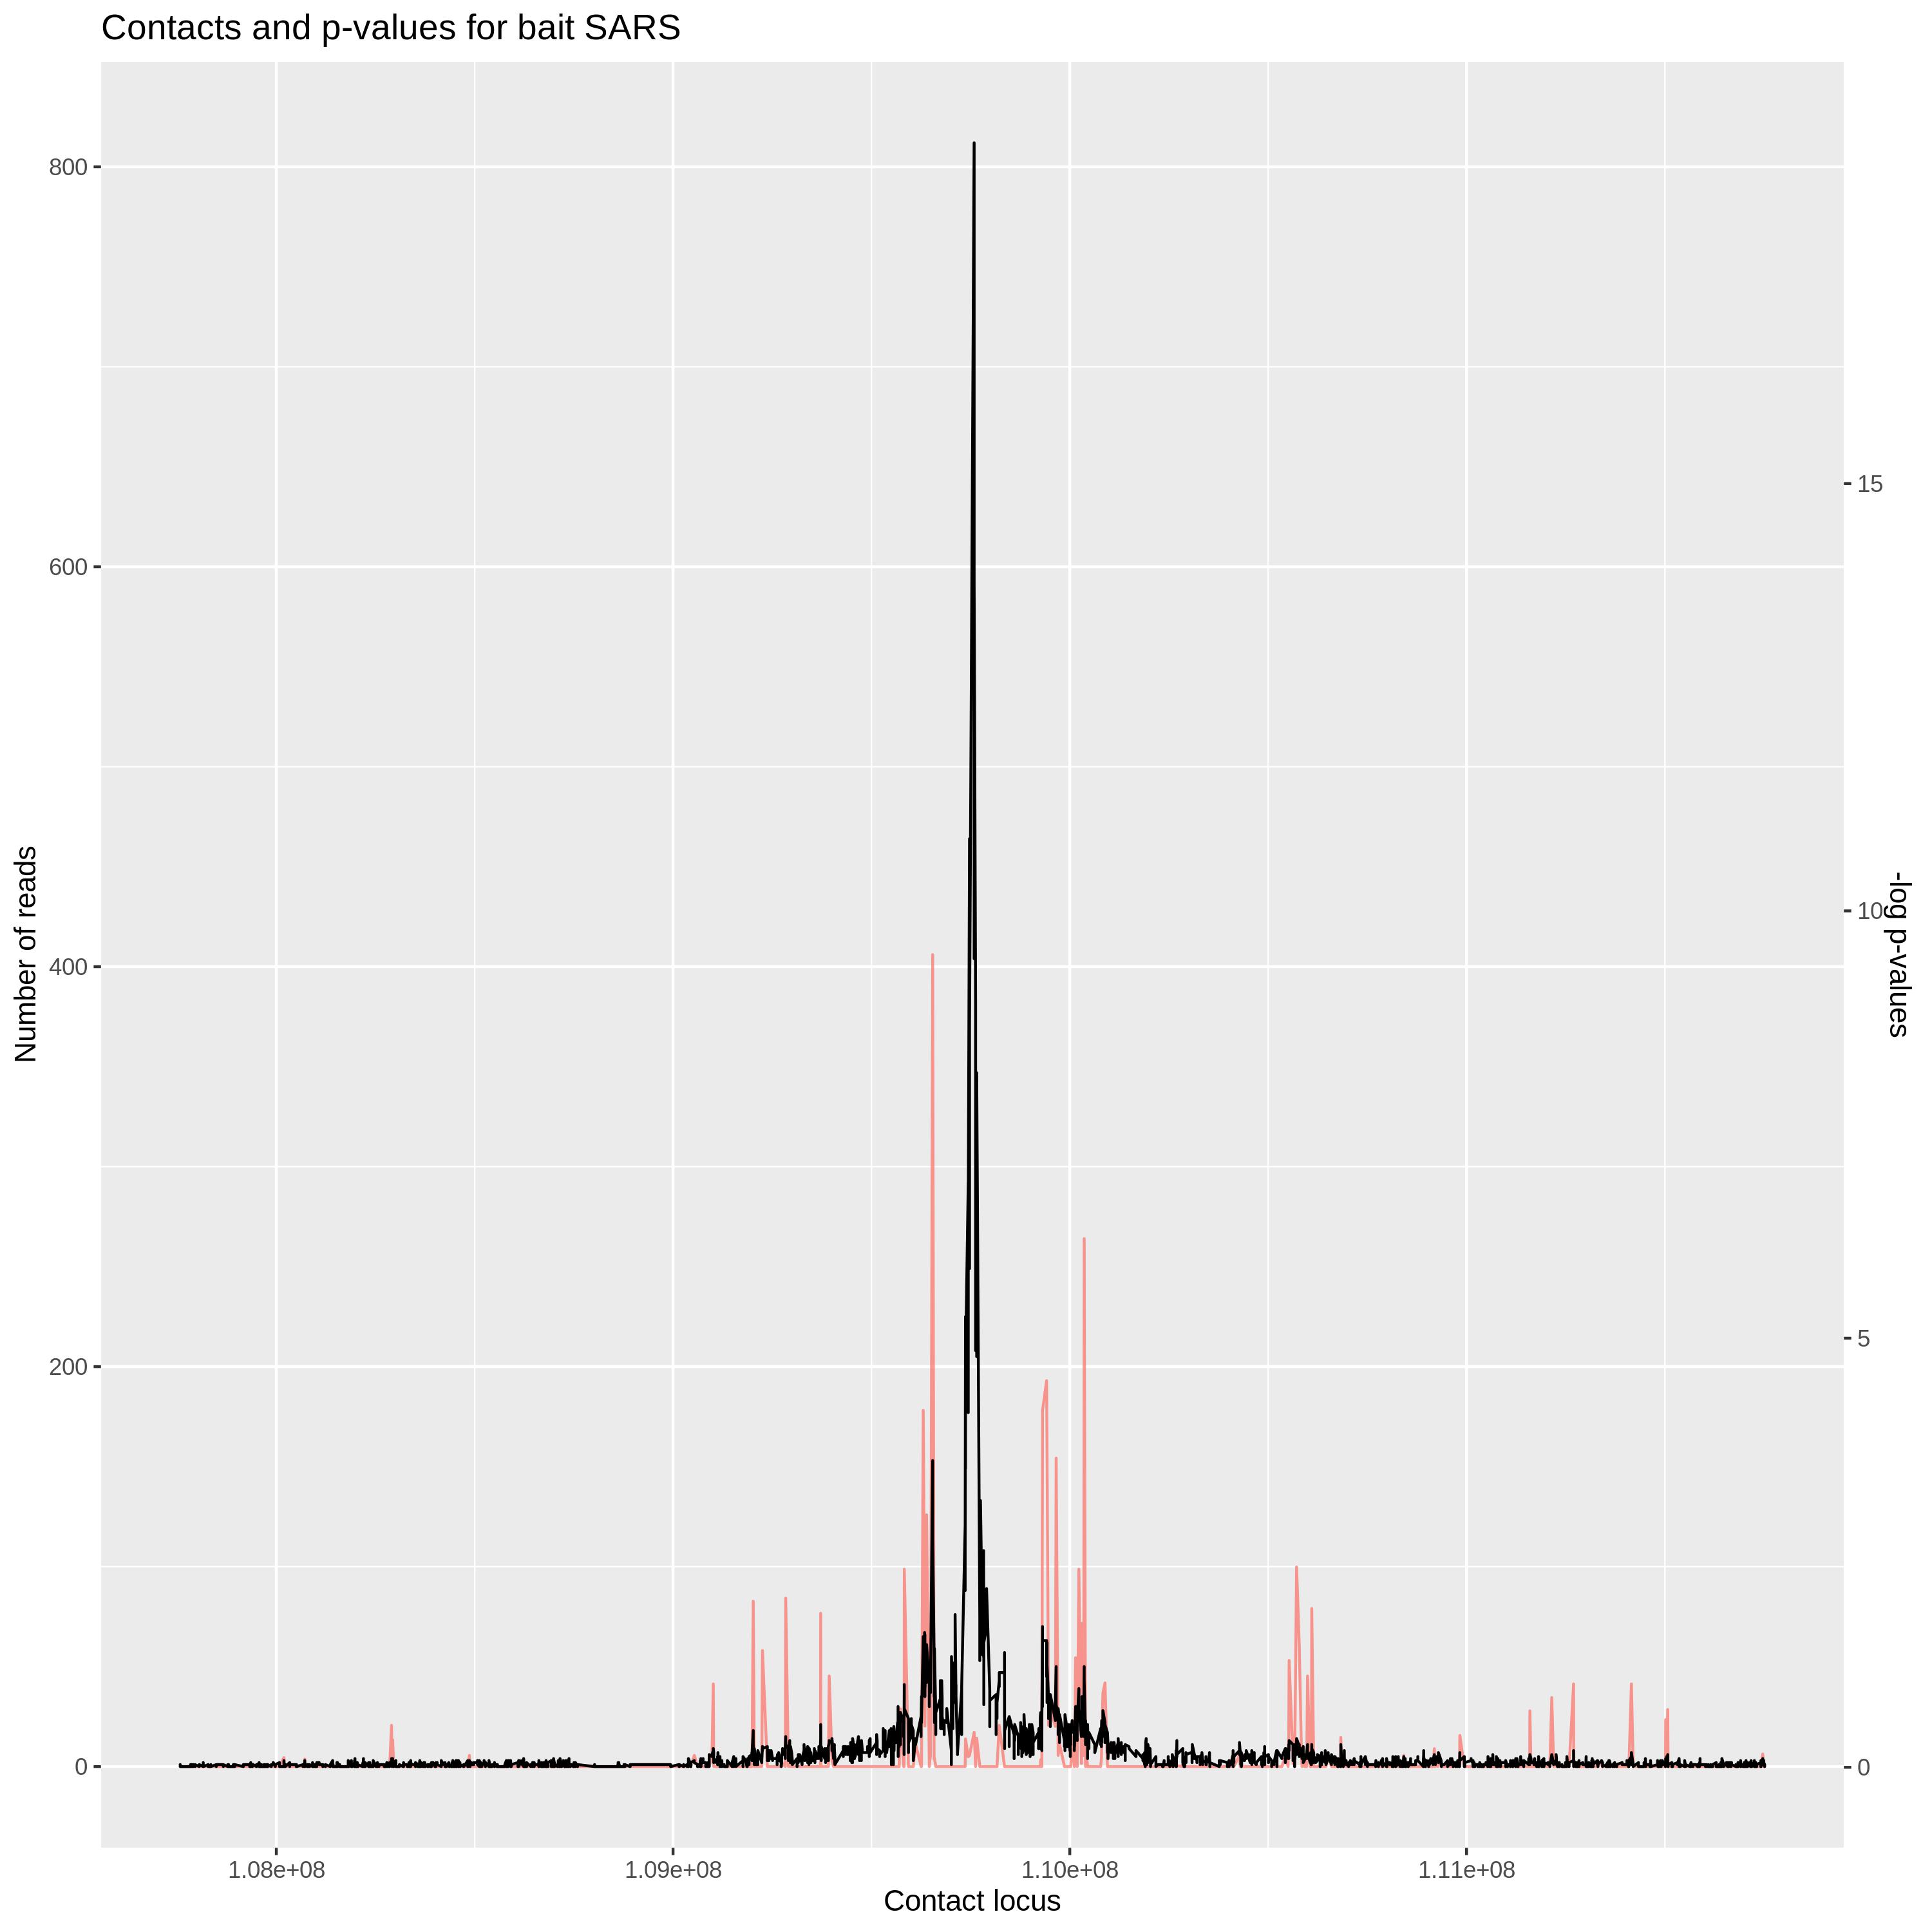 Contacts and p-values for bait SARS
800
600
400
200
0
Number of reads
15
10
5
0
-log p-values
1.08e+08
1.09e+08
1.10e+08
1.11e+08
Contact locus